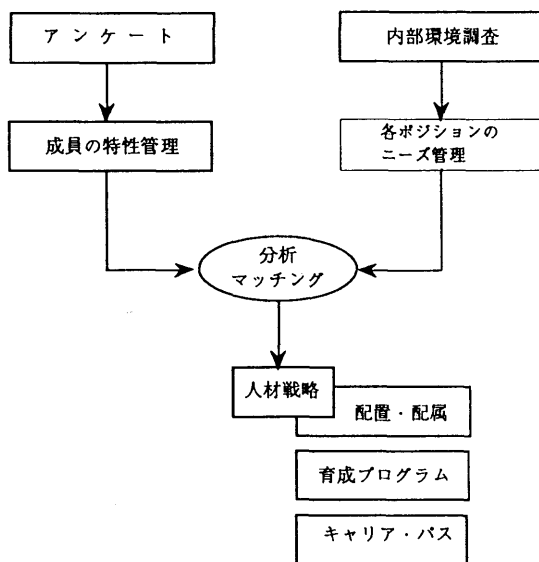 アンケート
内部環境調査
成員の特性管理
各ポジションの
ニーズ管理
分析
マッチング
人材戦略
配置・配属
育成プログラム
キャリア・パス